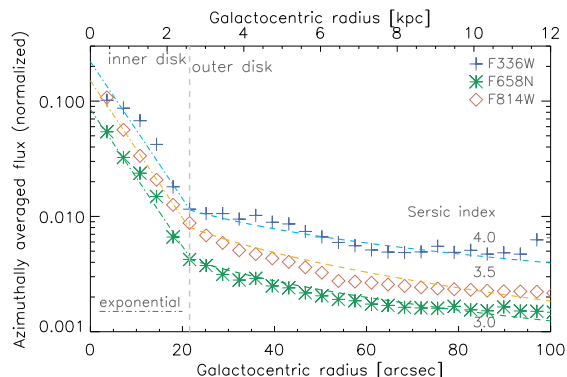 Galactocentric radius [kpc]
0 2 4 6 8 10 12
inner disk
outer disk
F336W
F658N
F814W
Azimuthally averaged flux (normalized)
0.100
0.010
0.001
Sersic index
4.0
3.5
3.0
exponential
0 20 40 60 80 100
Galactocentric radius [arcsec]